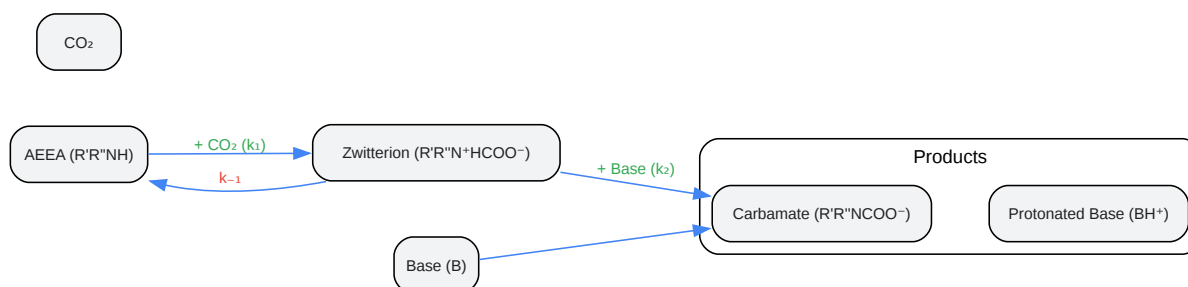 CO₂
AEEA (R'R"NH)
+ CO₂ (k₁)
k₋₁
Zwitterion (R'R''N⁺HCOO⁻)
+ Base (k₂)
Base (B)
Products
Carbamate (R'R''NCOO⁻)
Protonated Base (BH⁺)